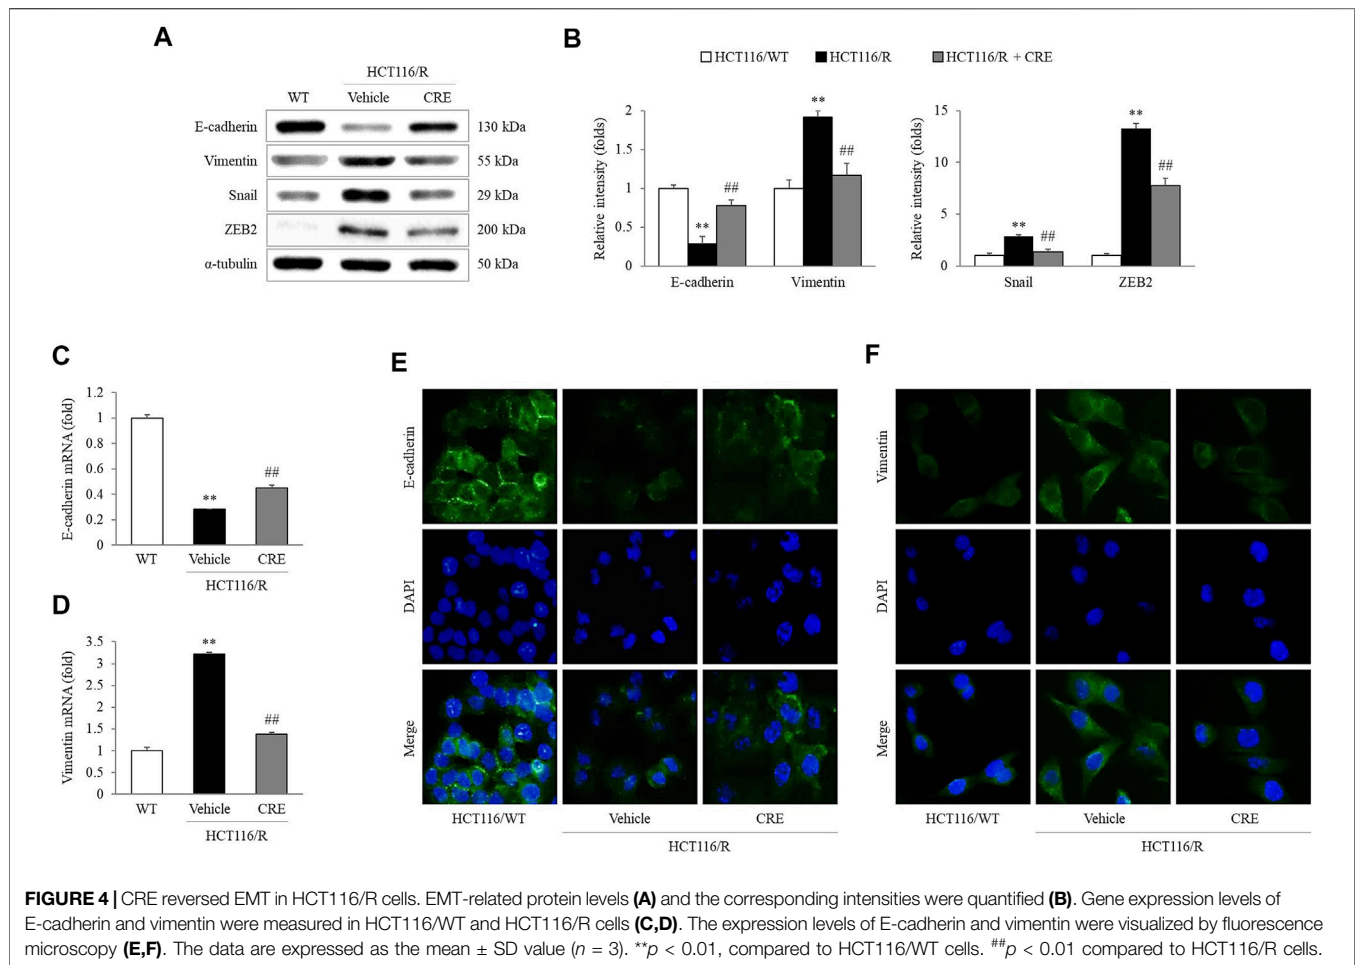 A
HCT116/R
WT Vehicle CRE
E-cadherin 130 kDa
Vimentin 55 kDa
Snail 29 kDa
ZEB2 200 kDa
α-tubulin 50 kDa
B
HCT116/WT HCT116/R HCT116/R + CRE
Relative intensity (folds)
2
1.5
1
0.5
0
**
##
**
##
E-cadherin Vimentin
Relative intensity (folds)
15
10
5
0
**
##
**
##
Snail ZEB2
C
E-cadherin mRNA (fold)
1.2
1
0.8
0.6
0.4
0.2
0
**
##
WT Vehicle CRE
HCT116/R
D
Vimentin mRNA (fold)
3.5
3
2.5
2
1.5
1
0.5
0
**
##
WT Vehicle CRE
HCT116/R
E
E-cadherin
DAPI
Merge
HCT116/WT Vehicle CRE
HCT116/R
F
Vimentin
DAPI
Merge
HCT116/WT Vehicle CRE
HCT116/R
FIGURE 4 | CRE reversed EMT in HCT116/R cells. EMT-related protein levels (A) and the corresponding intensities were quantified (B). Gene expression levels of
E-cadherin and vimentin were measured in HCT116/WT and HCT116/R cells (C,D). The expression levels of E-cadherin and vimentin were visualized by fluorescence
microscopy (E,F). The data are expressed as the mean ± SD value (n = 3). **p < 0.01, compared to HCT116/WT cells. ##p < 0.01 compared to HCT116/R cells.